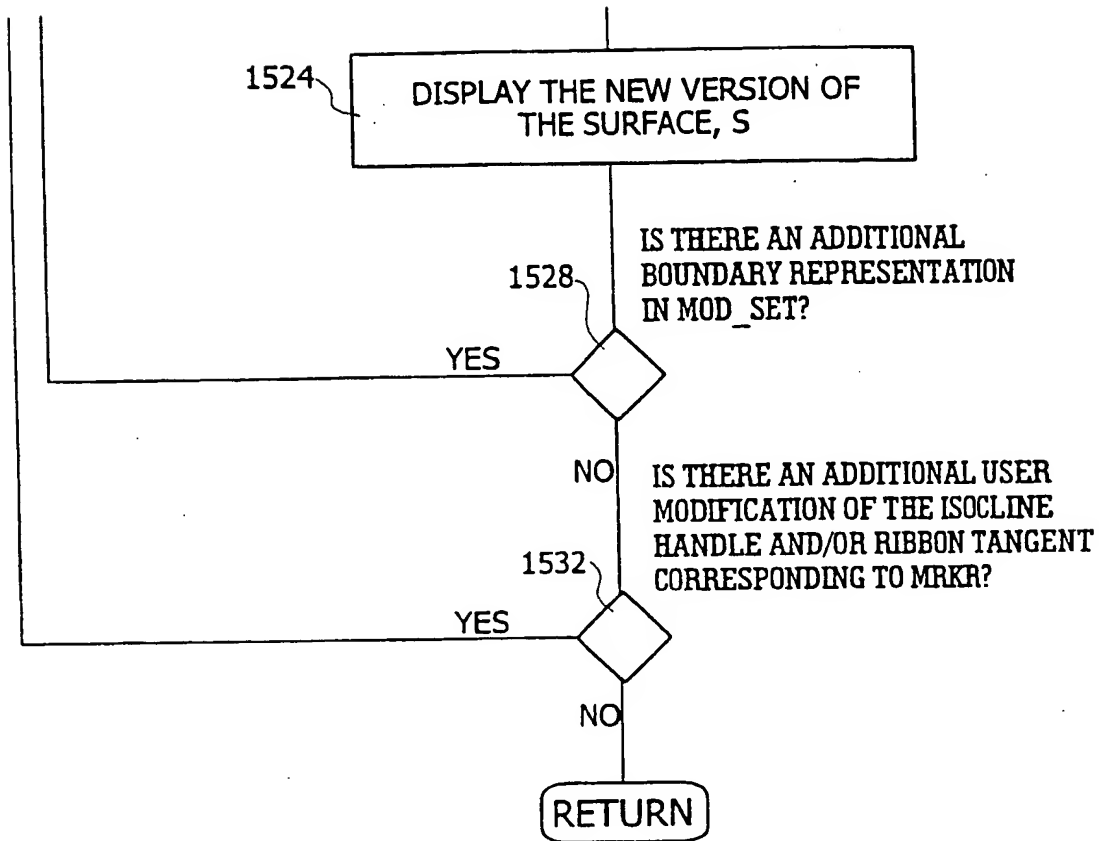 1524
DISPLAY THE NEW VERSION OF
THE SURFACE, S
IS THERE AN ADDITIONAL
BOUNDARY REPRESENTATION
IN MOD_SET?
1528
YES
NO
IS THERE AN ADDITIONAL USER
MODIFICATION OF THE ISOCLINE
HANDLE AND/OR RIBBON TANGENT
CORRESPONDING TO MRKR?
1532
YES
NO
RETURN